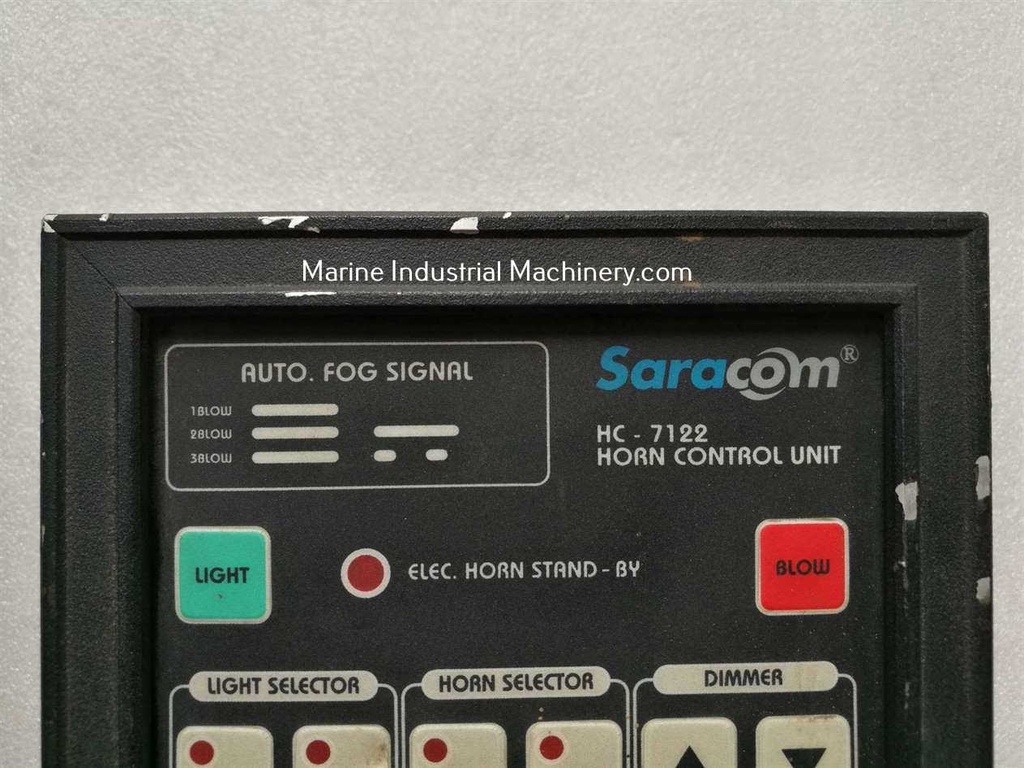 Marine Industrial Machinery.com
AUTO. FOG SIGNAL
1BLOW
2BLOW
3BLOW
Saracom®
HC - 7122
HORN CONTROL UNIT
LIGHT
ELEC. HORN STAND - BY
BLOW
LIGHT SELECTOR
HORN SELECTOR
DIMMER